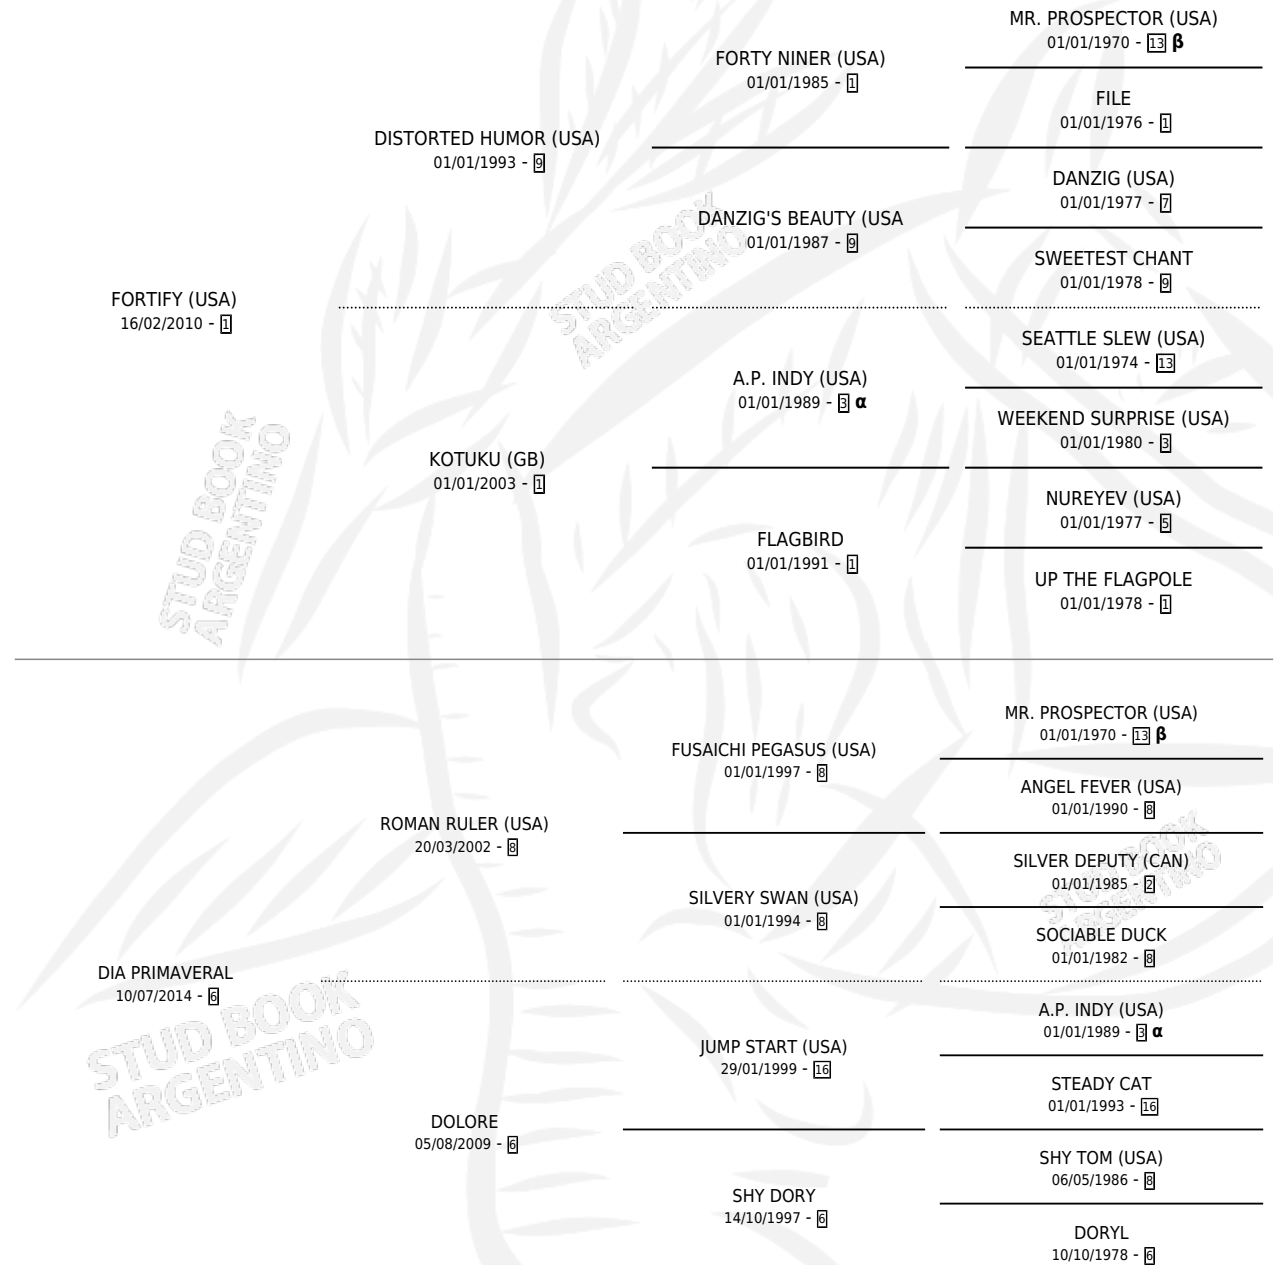 MR. PROSPECTOR (USA)
01/01/1970 - 13 β
FORTY NINER (USA)
01/01/1985 - 1
FILE
01/01/1976 - 1
DISTORTED HUMOR (USA)
01/01/1993 - 9
DANZIG (USA)
01/01/1977 - 7
DANZIG'S BEAUTY (USA
01/01/1987 - 9
SWEETEST CHANT
01/01/1978 - 9
FORTIFY (USA)
16/02/2010 - 1
SEATTLE SLEW (USA)
01/01/1974 - 13
A.P. INDY (USA)
01/01/1989 - 3 α
WEEKEND SURPRISE (USA)
01/01/1980 - 3
KOTUKU (GB)
01/01/2003 - 1
NUREYEV (USA)
01/01/1977 - 5
FLAGBIRD
01/01/1991 - 1
UP THE FLAGPOLE
01/01/1978 - 1
STUD BOOK
ARGENTINO
STUD BOOK
ARGENTINO
MR. PROSPECTOR (USA)
01/01/1970 - 13 β
FUSAICHI PEGASUS (USA)
01/01/1997 - 8
ANGEL FEVER (USA)
01/01/1990 - 8
ROMAN RULER (USA)
20/03/2002 - 8
SILVER DEPUTY (CAN)
01/01/1985 - 2
SILVERY SWAN (USA)
01/01/1994 - 8
SOCIABLE DUCK
01/01/1982 - 8
DIA PRIMAVERAL
10/07/2014 - 6
A.P. INDY (USA)
01/01/1989 - 3 α
JUMP START (USA)
29/01/1999 - 16
STEADY CAT
01/01/1993 - 16
DOLORE
05/08/2009 - 6
SHY TOM (USA)
06/05/1986 - 8
SHY DORY
14/10/1997 - 6
DORYL
10/10/1978 - 6
STUD BOOK
ARGENTINO
STUD BOOK
ARGENTINO